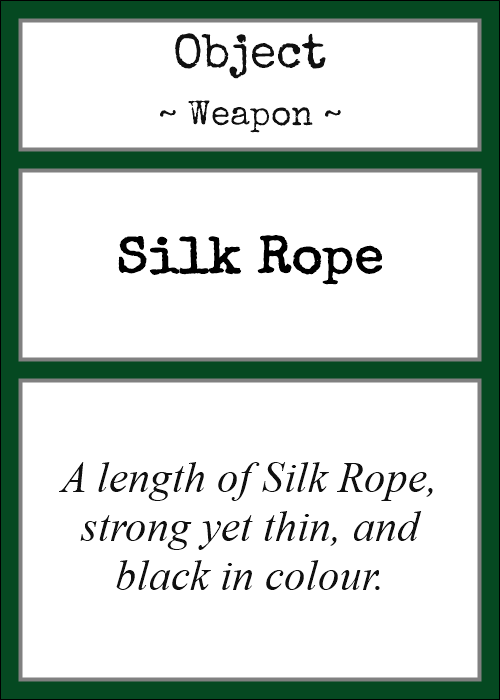 Object
~ Weapon ~
Silk Rope
A length of Silk Rope,
strong yet thin, and
black in colour.